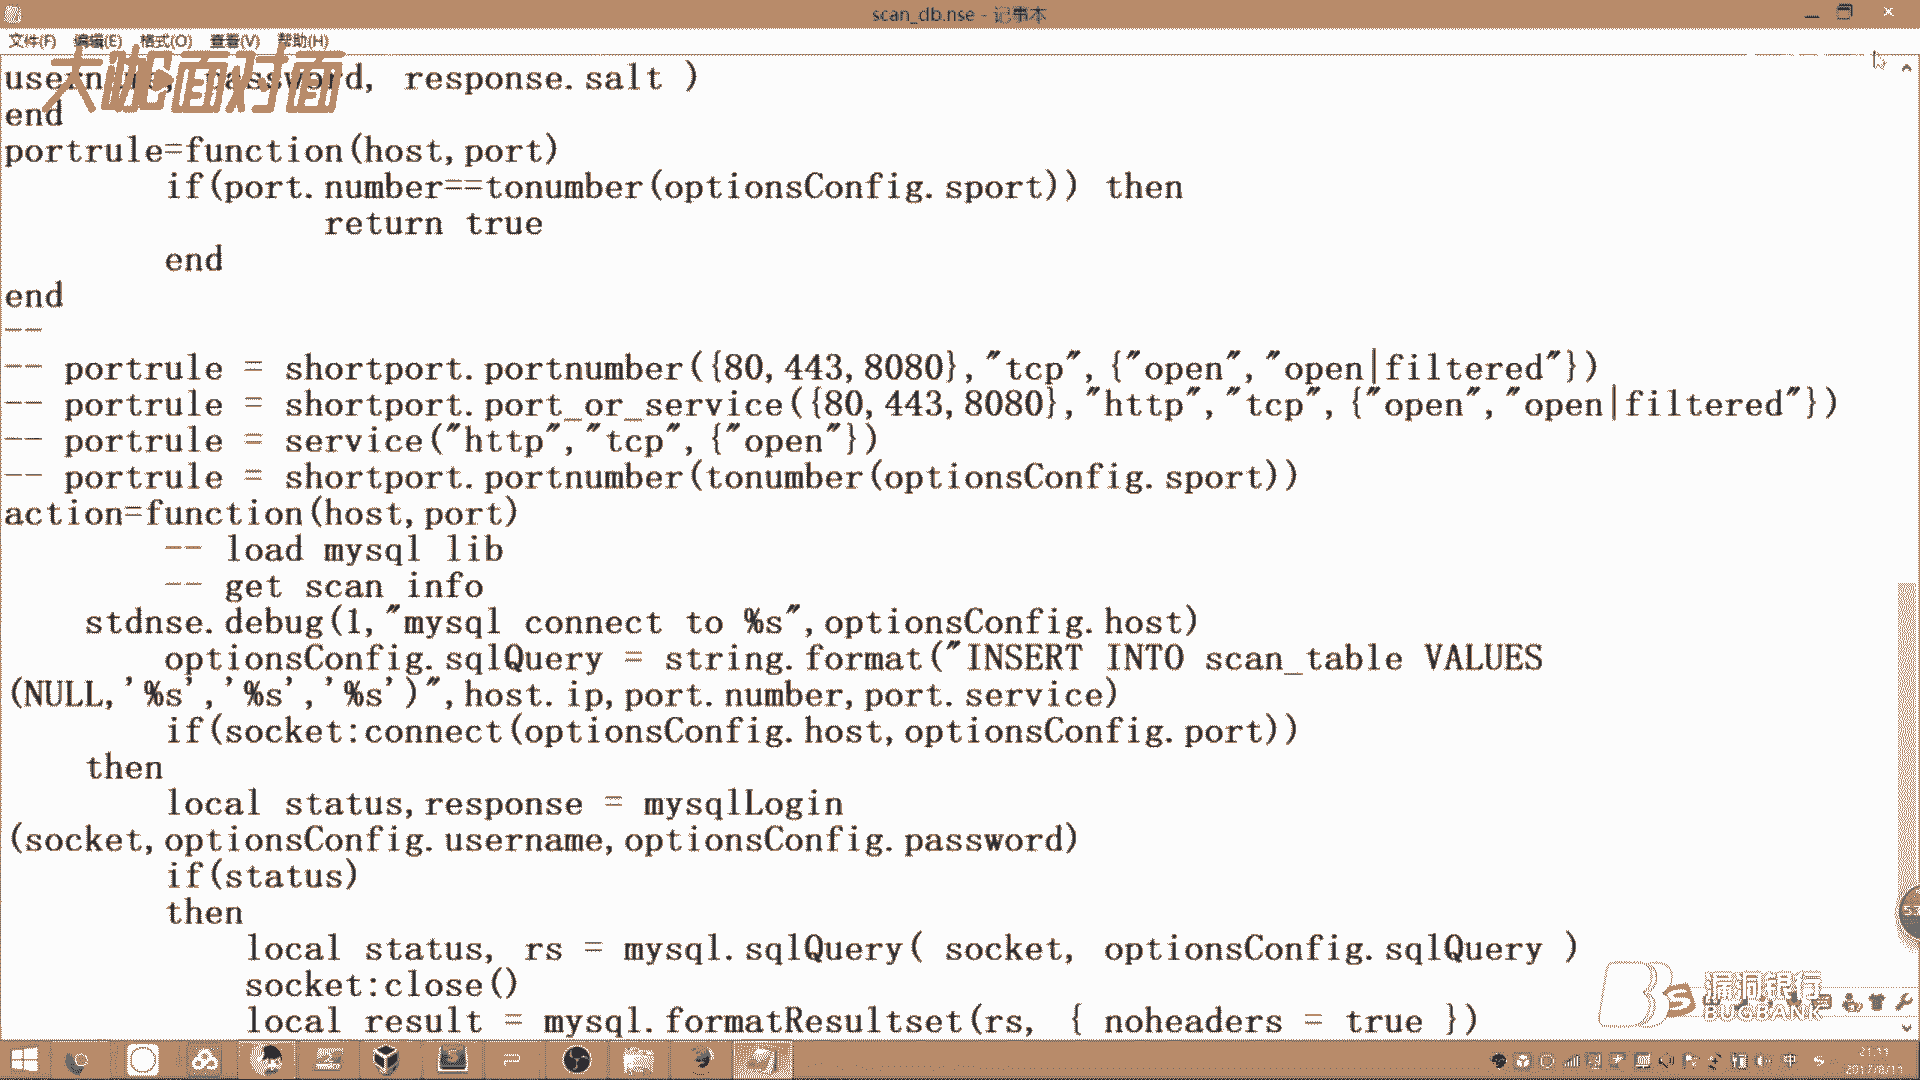 scan_db.nse - 记事本
文件(F) 编辑(E) 格式(O) 查看(V) 帮助(H)
大咖面对面
password, response.salt )
end
portrule=function(host,port)
if(port.number==tonumber(optionsConfig.sport)) then
return true
end
end
--
-- portrule = shortport.portnumber({80,443,8080},"tcp",{"open","open|filtered"})
-- portrule = shortport.port_or_service({80,443,8080},"http","tcp",{"open","open|filtered"})
-- portrule = service("http","tcp",{"open"})
-- portrule = shortport.portnumber(tonumber(optionsConfig.sport))
action=function(host,port)
-- load mysql lib
-- get scan info
stdnse.debug(1,"mysql connect to %s",optionsConfig.host)
optionsConfig.sqlQuery = string.format("INSERT INTO scan_table VALUES
(NULL,'%s','%s','%s')",host.ip,port.number,port.service)
if(socket:connect(optionsConfig.host,optionsConfig.port))
then
local status,response = mysqlLogin
(socket,optionsConfig.username,optionsConfig.password)
if(status)
then
local status, rs = mysql.sqlQuery( socket, optionsConfig.sqlQuery )
socket:close()
local result = mysql.formatResultset(rs, { noheaders = true })
漏洞银行
BUGBANK
中
21:11
2017/8/11